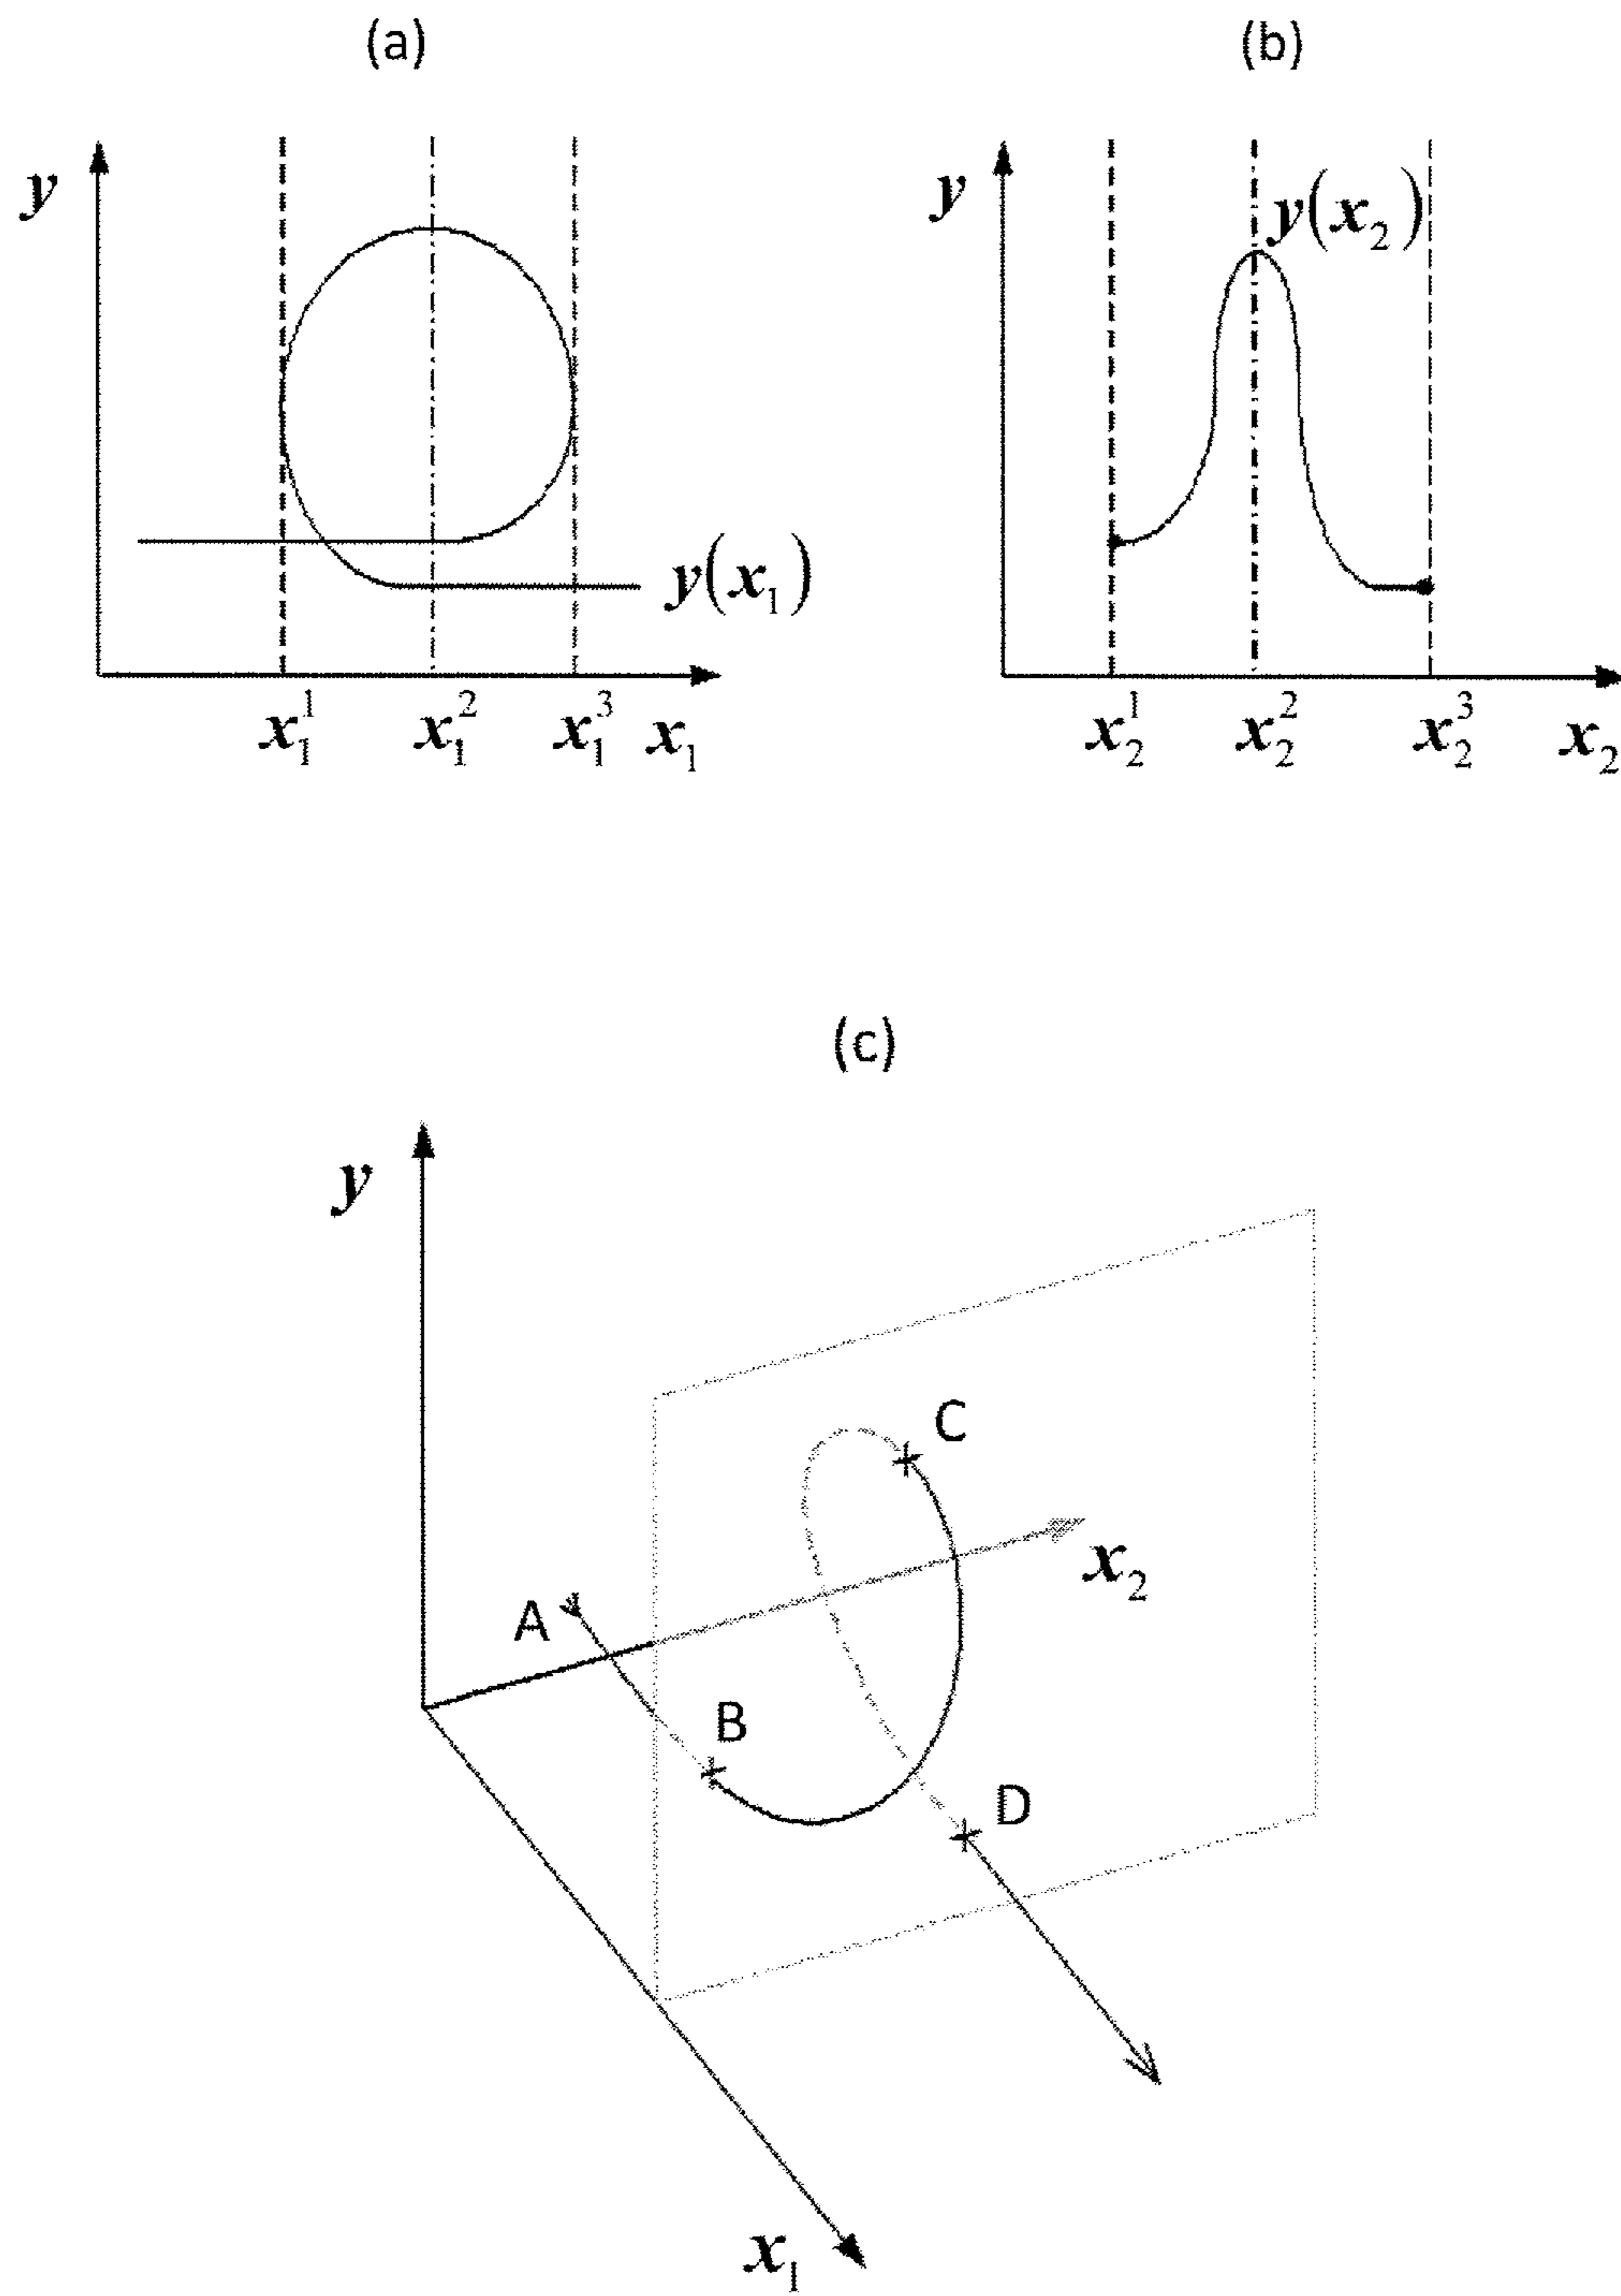 (a)
(b)
y
y
y(x₂)
y(x₁)
x₁¹ x₁² x₁³ x₁
x₂¹ x₂² x₂³ x₂
(c)
y
C
x₂
A
B
D
x₁